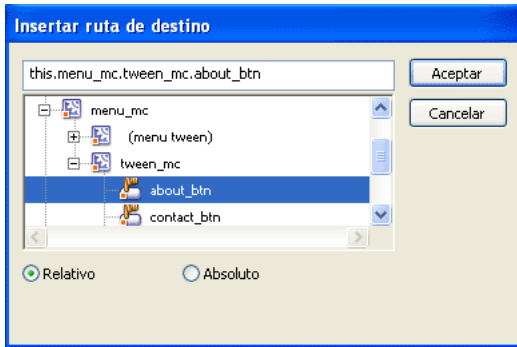 Insertar ruta de destino
this.menu_mc.tween_mc.about_btn
Aceptar
menu_mc
Cancelar
(menu tween)
tween_mc
about_btn
contact_btn
Relativo
Absoluto